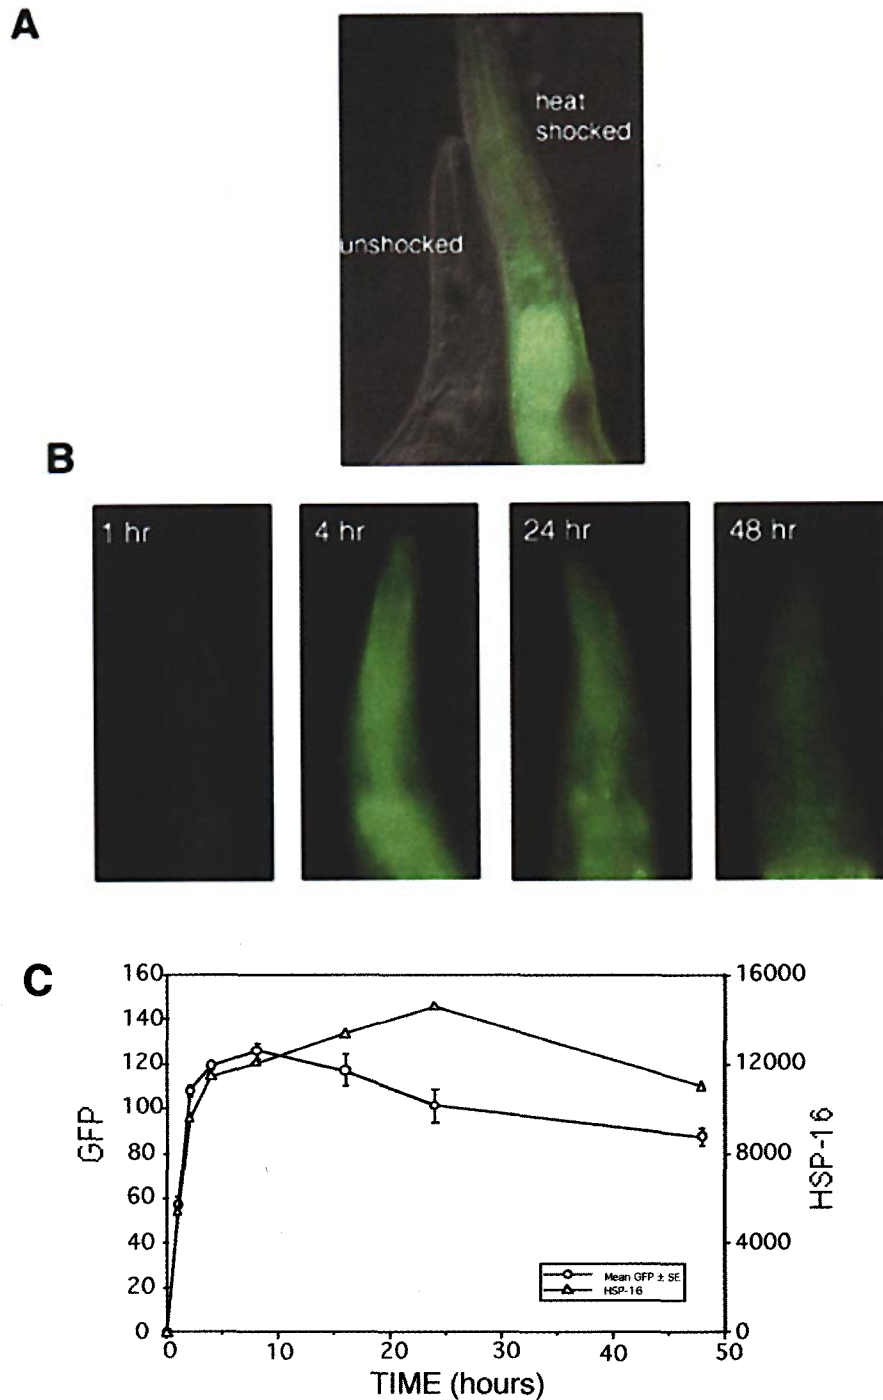 A
heat
shocked
unshocked
B
1 hr
4 hr
24 hr
48 hr
C
160
140
120
100
80
60
40
20
0
GFP
16000
12000
8000
4000
0
HSP-16
Mean GFP ± SE
HSP-16
0
10
20
30
40
50
TIME (hours)